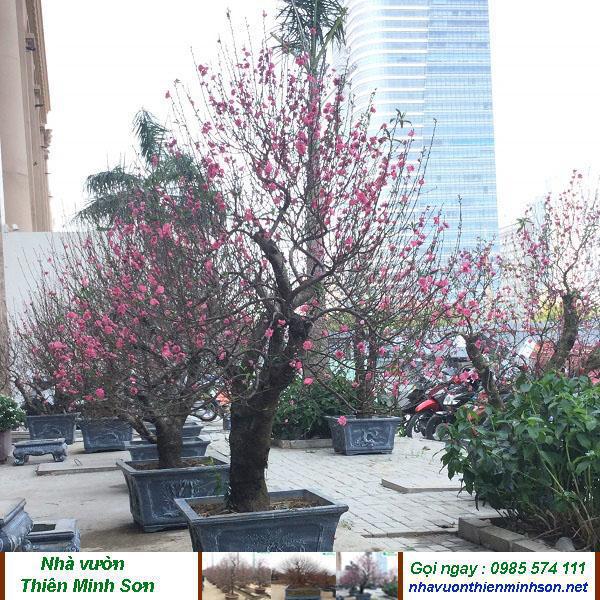 Nhà vườn
Thiên Minh Sơn
Gọi ngay : 0985 574 111
nhavuonthienminhson.net